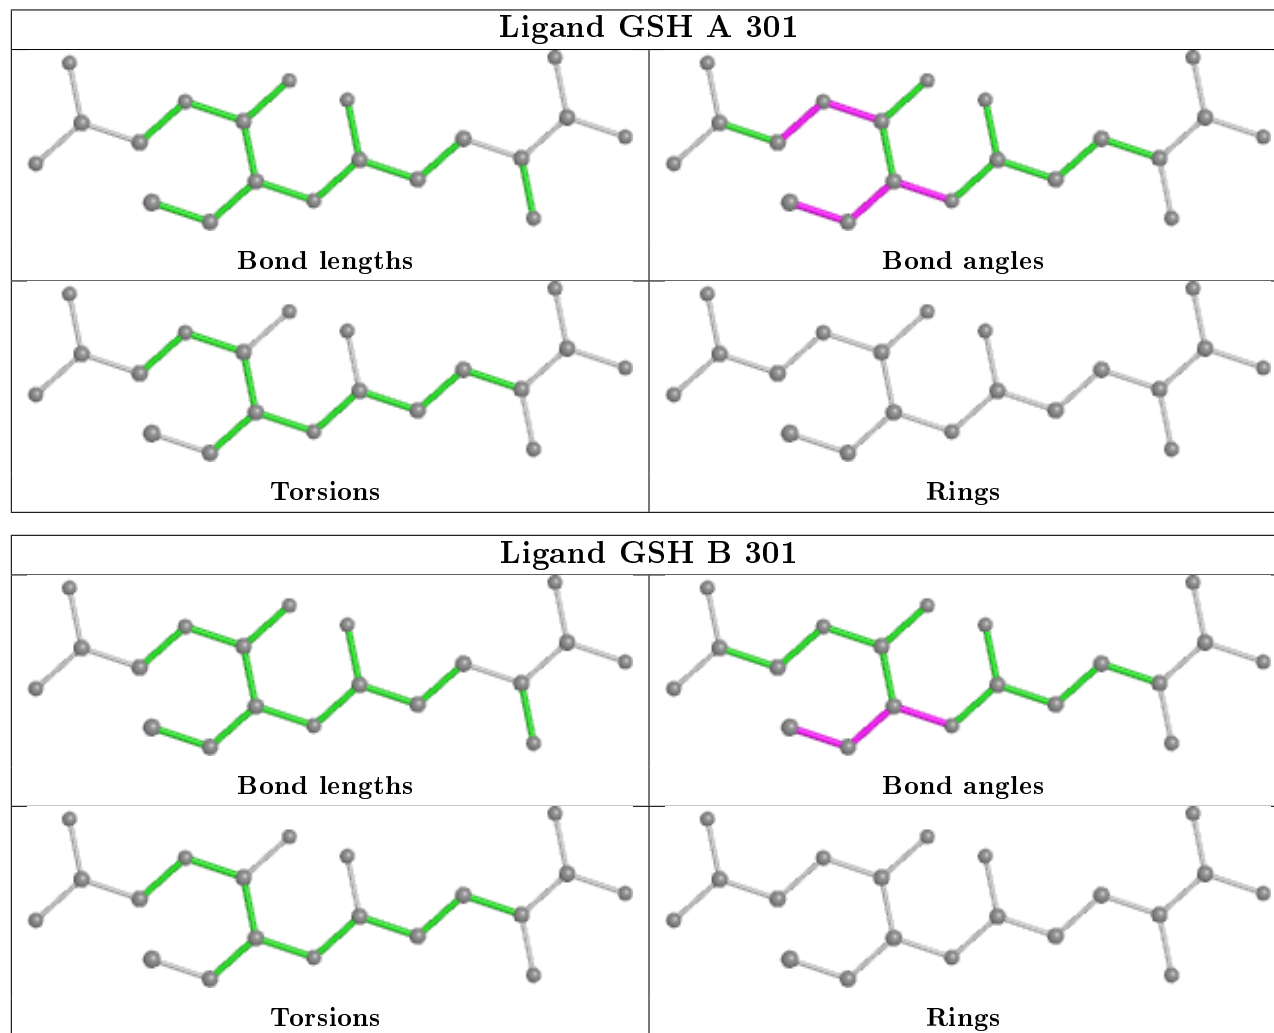 Ligand GSH A 301
Bond lengths
Bond angles
Torsions
Rings
Ligand GSH B 301
Bond lengths
Bond angles
Torsions
Rings